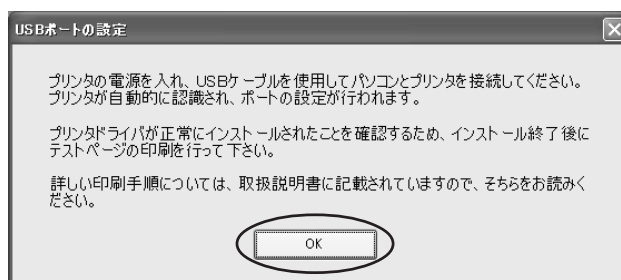 USBポートの設定
プリンタの電源を入れ、USBケーブルを使用してパソコンとプリンタを接続してください。
プリンタが自動的に認識され、ポートの設定が行われます。
プリンタドライバが正常にインストールされたことを確認するため、インストール終了後に
テストページの印刷を行って下さい。
詳しい印刷手順については、取扱説明書に記載されていますので、そちらをお読みく
ださい。
OK